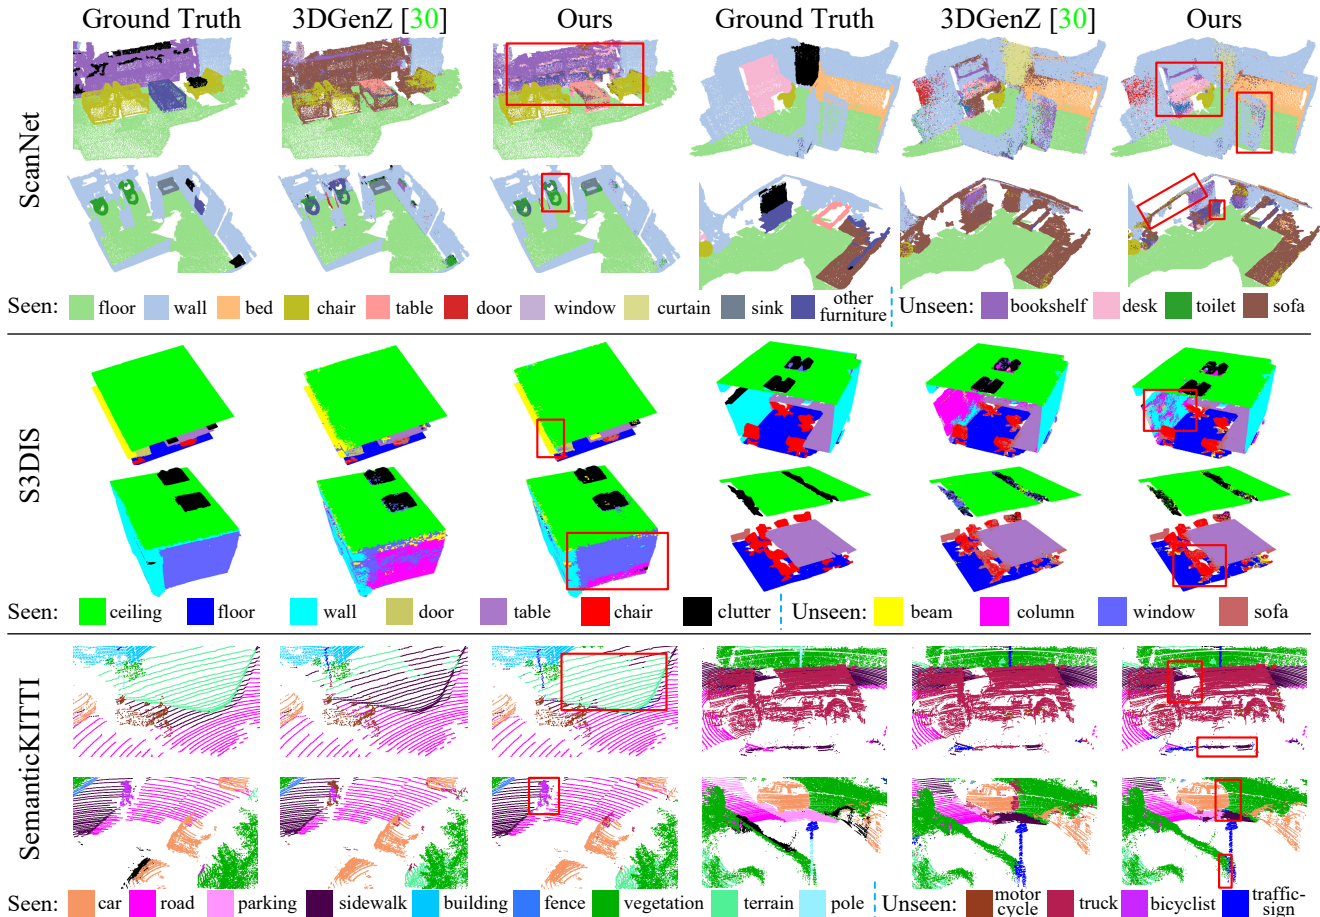 Ground Truth 3DGenZ [30] Ours Ground Truth 3DGenZ [30] Ours
ScanNet
Seen: floor wall bed chair table door window curtain sink other furniture Unseen: bookshelf desk toilet sofa
S3DIS
Seen: ceiling floor wall door table chair clutter Unseen: beam column window sofa
SemanticKITTI
Seen: car road parking sidewalk building fence vegetation terrain pole Unseen: motor cycle truck bicyclist traffic-sign